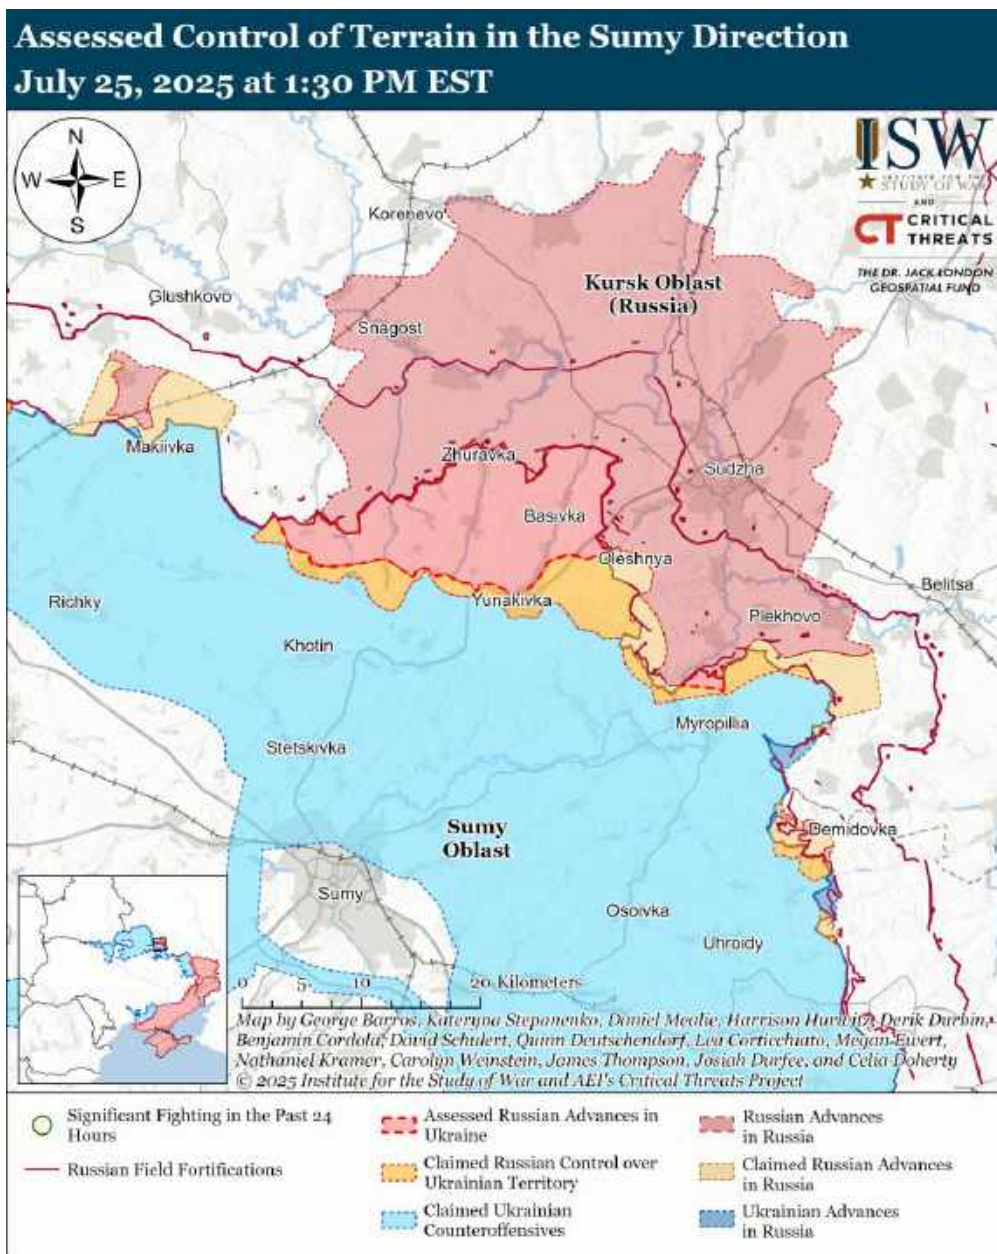 Assessed Control of Terrain in the Sumy Direction
July 25, 2025 at 1:30 PM EST
N
W
E
S
ISW
INSTITUTE FOR THE
STUDY OF WAR
AND
CT CRITICAL
THREATS
THE DR. JACK LONDON
GEOSPATIAL FUND
Korenevo
Kursk Oblast
(Russia)
Glushkovo
Snagost
Makiivka
Zhuravka
Sudzha
Basivka
Oleshnya
Belitsa
Richky
Yunakivka
Plekhovo
Khotin
Myropillia
Stetskivka
Sumy
Oblast
Demidovka
Sumy
Osoivka
Uhroidy
0 5 10 20 Kilometers
Map by George Barros, Kateryna Stepanenko, Daniel Mealie, Harrison Hurwitz, Derik Durbin,
Benjamin Cordola, David Schulert, Quinn Deutschendorf, Lea Corticchiato, Megan Ewert,
Nathaniel Kramer, Carolyn Weinstein, James Thompson, Josiah Durfee, and Celia Doherty
© 2025 Institute for the Study of War and AEI's Critical Threats Project
Significant Fighting in the Past 24
Hours
Russian Field Fortifications
Assessed Russian Advances in
Ukraine
Claimed Russian Control over
Ukrainian Territory
Claimed Ukrainian
Counteroffensives
Russian Advances
in Russia
Claimed Russian Advances
in Russia
Ukrainian Advances
in Russia